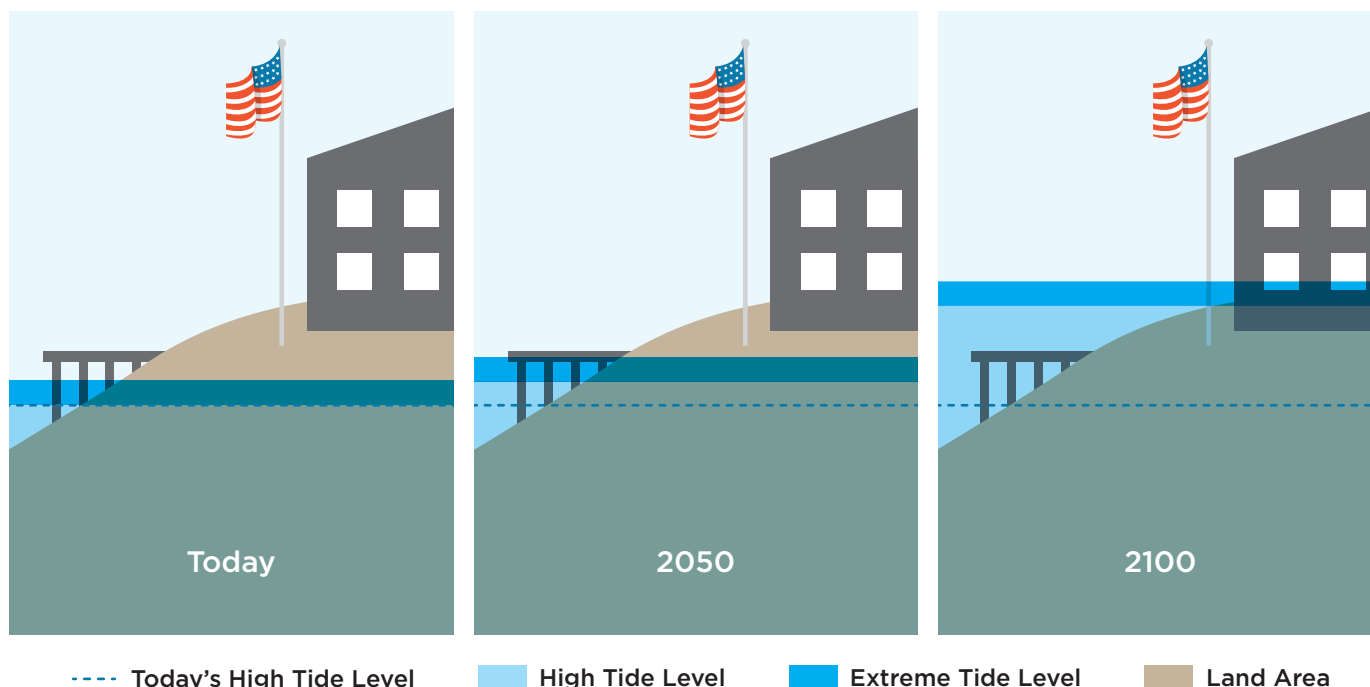 Today
2050
2100
Today's High Tide Level
High Tide Level
Extreme Tide Level
Land Area